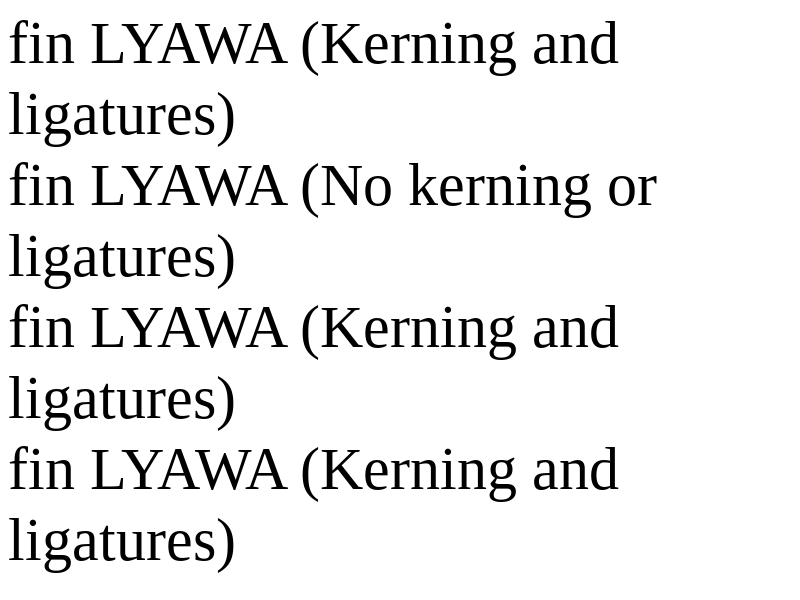 fin LYAWA (Kerning and
ligatures)
fin LYAWA (No kerning or
ligatures)
fin LYAWA (Kerning and
ligatures)
fin LYAWA (Kerning and
ligatures)